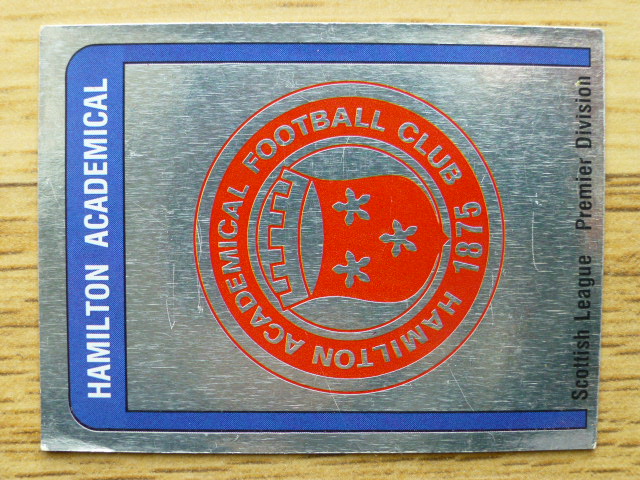 HAMILTON ACADEMICAL
HAMILTON ACADEMICAL FOOTBALL CLUB
1875
Scottish League Premier Division